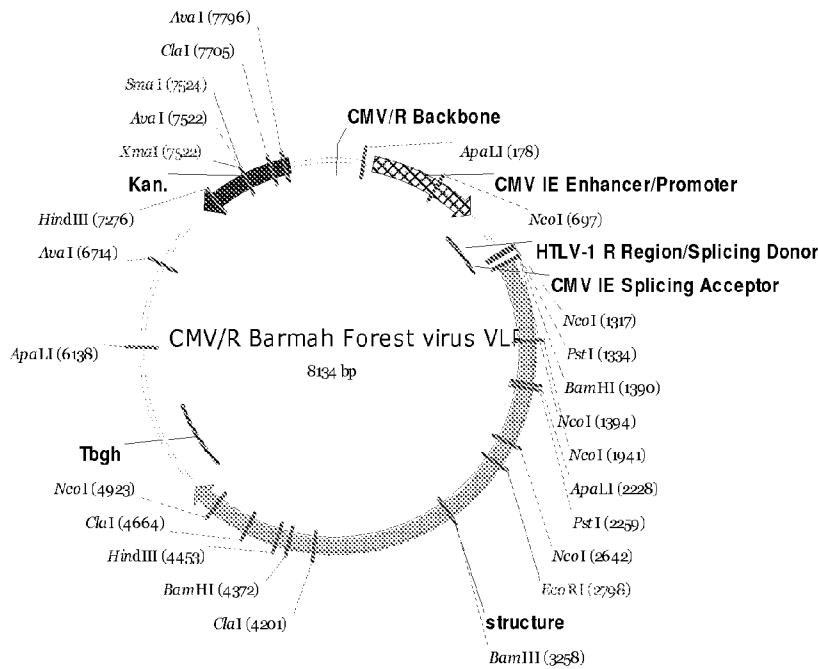 AvaI (7796)
ClaI (7705)
SmaI (7524)
AvaI (7522)
XmaI (7522)
Kan.
HindIII (7276)
AvaI (6714)
ApaLI (6138)
Tbgh
NcoI (4923)
ClaI (4664)
HindIII (4453)
BamHI (4372)
ClaI (4201)
CMV/R Backbone
ApaLI (178)
CMV IE Enhancer/Promoter
NcoI (697)
HTLV-1 R Region/Splicing Donor
CMV IE Splicing Acceptor
NcoI (1317)
PstI (1334)
BamHI (1390)
NcoI (1394)
NcoI (1941)
ApaLI (2228)
PstI (2259)
NcoI (2642)
EcoRI (2798)
structure
BamHI (3258)
CMV/R Barmah Forest virus VLP
8134 bp